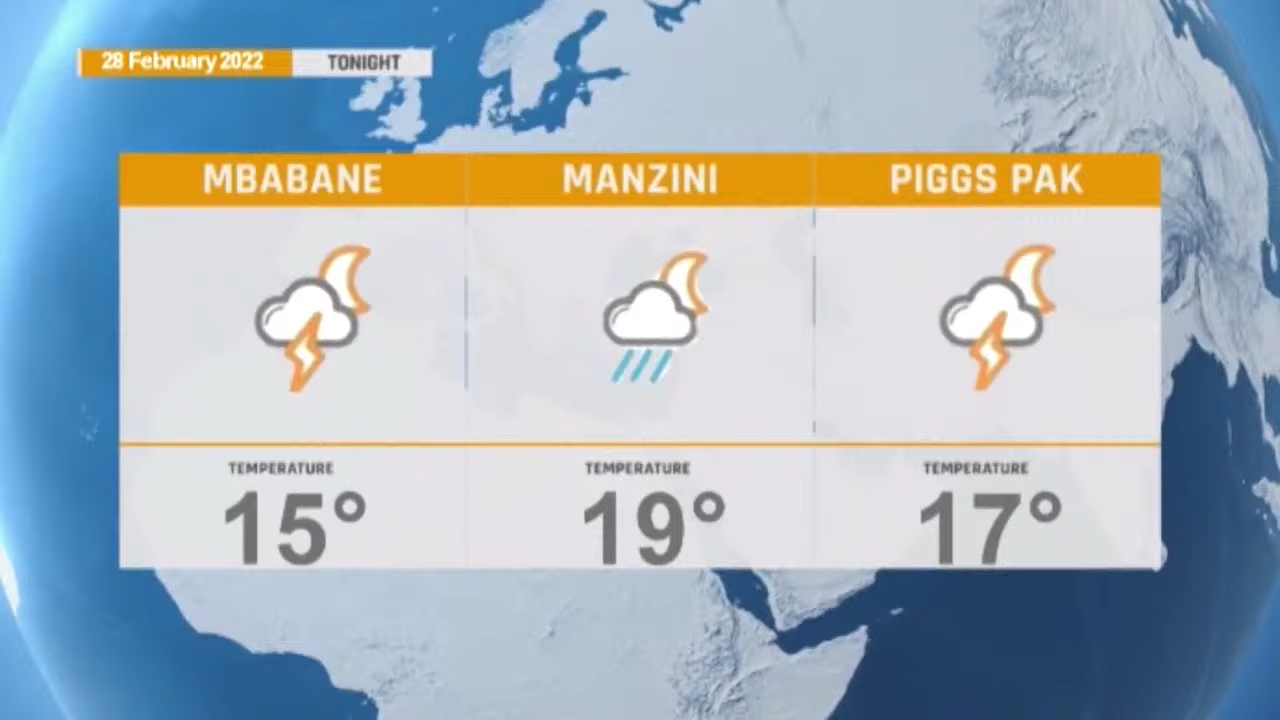 28 February 2022 TONIGHT
MBABANE MANZINI PIGGS PAK
TEMPERATURE TEMPERATURE TEMPERATURE
15° 19° 17°